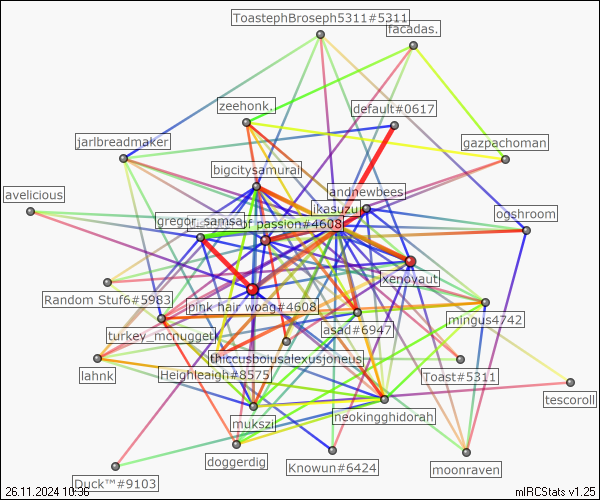 ToastephBroseph5311#5311
facadas.
zeehonk.
default#0617
jarlbreadmaker
gazpachoman
bigcitysamurai
avelicious
andnewbees
ikasuzu
gregor_samsa
of passion#4608
ogshroom
xenoyaut
Random Stuf6#5983
pink hair woag#4608
mingus4742
asad#6947
turkey_mcnugget
thiccusboiusalexusjoneus
lahnk
Heighleaigh#8575
Toast#5311
tescoroll
mukszi
neokingghidorah
doggerdig
Knowun#6424
moonraven
Duck™#9103
26.11.2024 10:36
mIRCStats v1.25